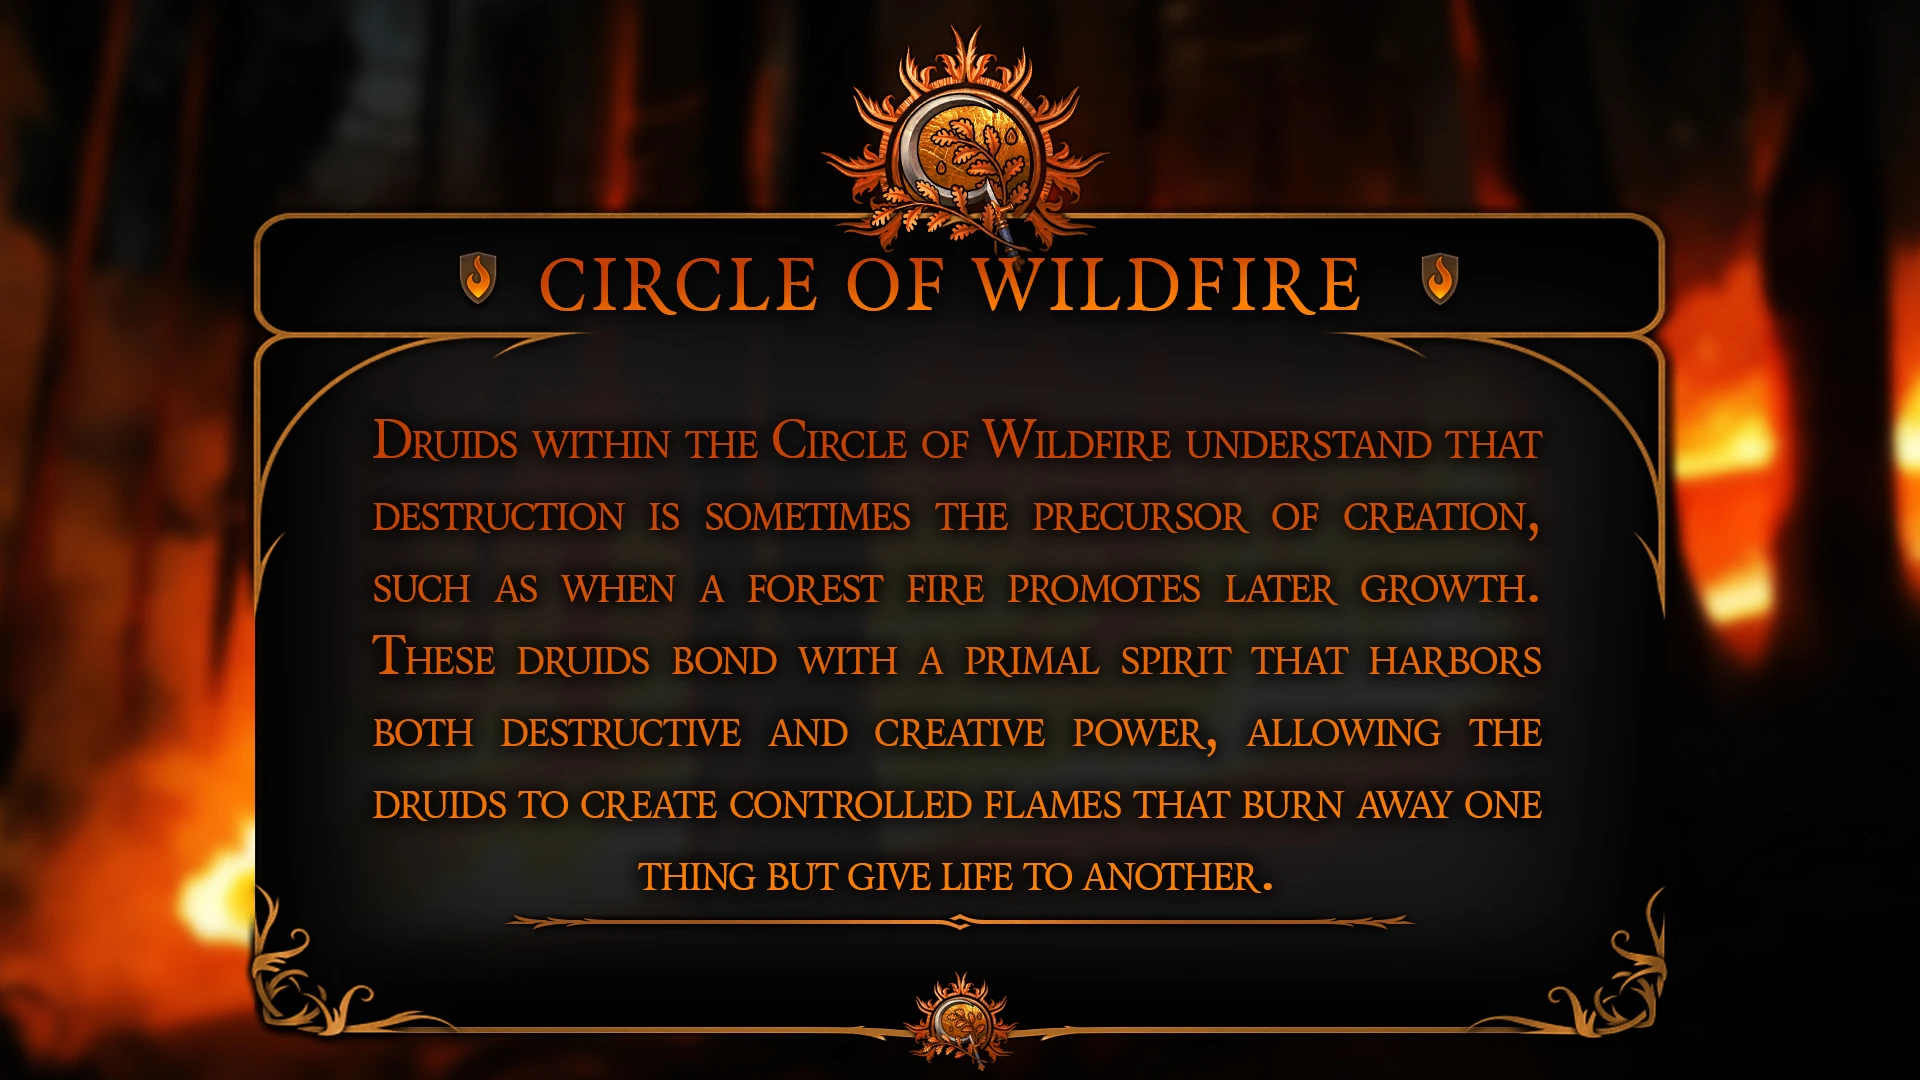 CIRCLE OF WILDFIRE
Druids within the Circle of Wildfire understand that
destruction is sometimes the precursor of creation,
such as when a forest fire promotes later growth.
These druids bond with a primal spirit that harbors
both destructive and creative power, allowing the
druids to create controlled flames that burn away one
thing but give life to another.